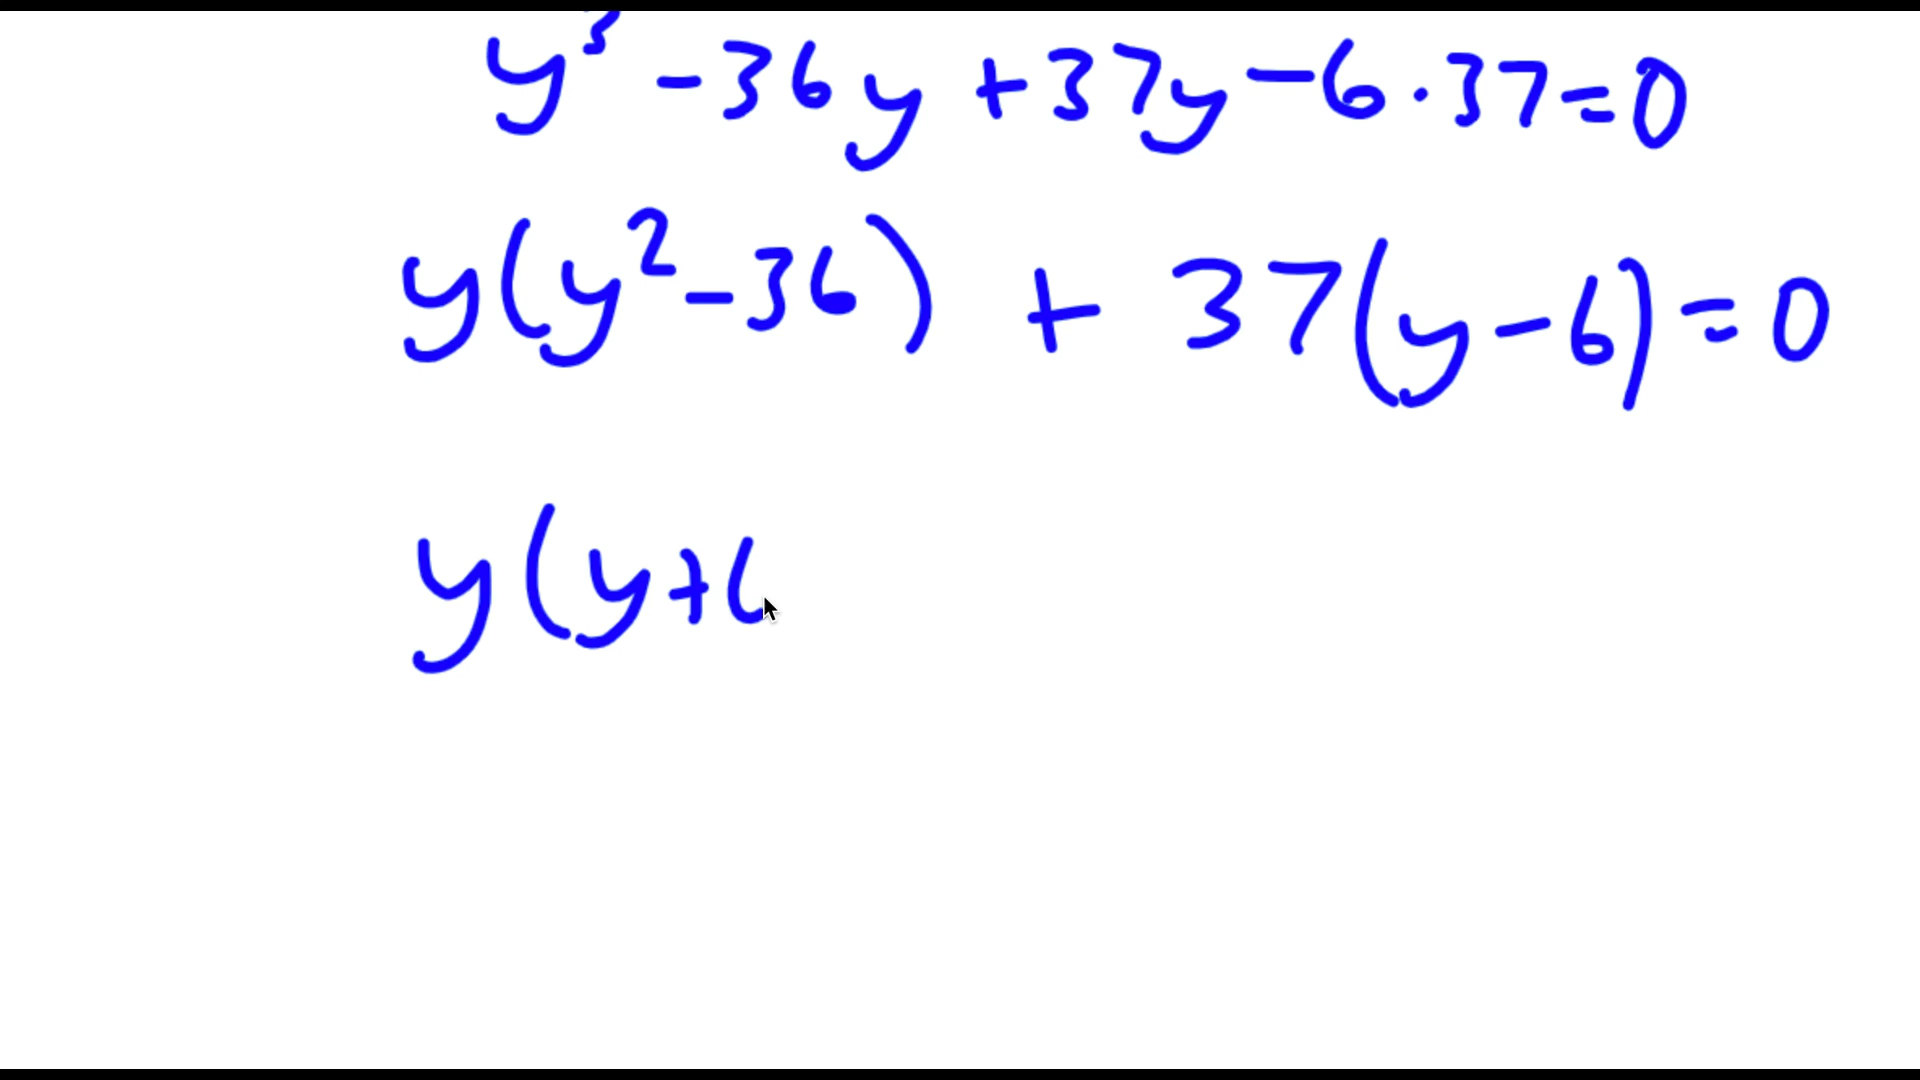 y³ - 36y + 37y - 6 · 37 = 0
y(y² - 36) + 37(y - 6) = 0
y(y + 6